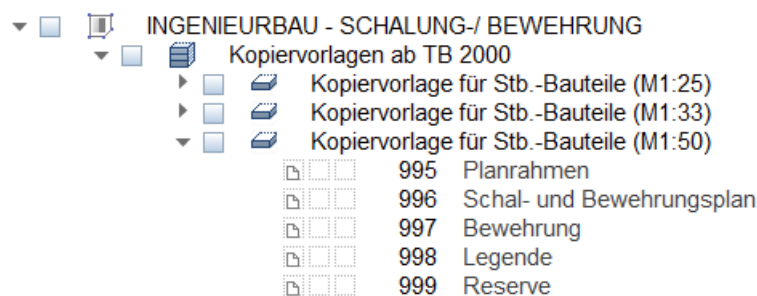 INGENIEURBAU - SCHALUNG-/ BEWEHRUNG
Kopiervorlagen ab TB 2000
Kopiervorlage für Stb.-Bauteile (M1:25)
Kopiervorlage für Stb.-Bauteile (M1:33)
Kopiervorlage für Stb.-Bauteile (M1:50)
995 Planrahmen
996 Schal- und Bewehrungsplan
997 Bewehrung
998 Legende
999 Reserve